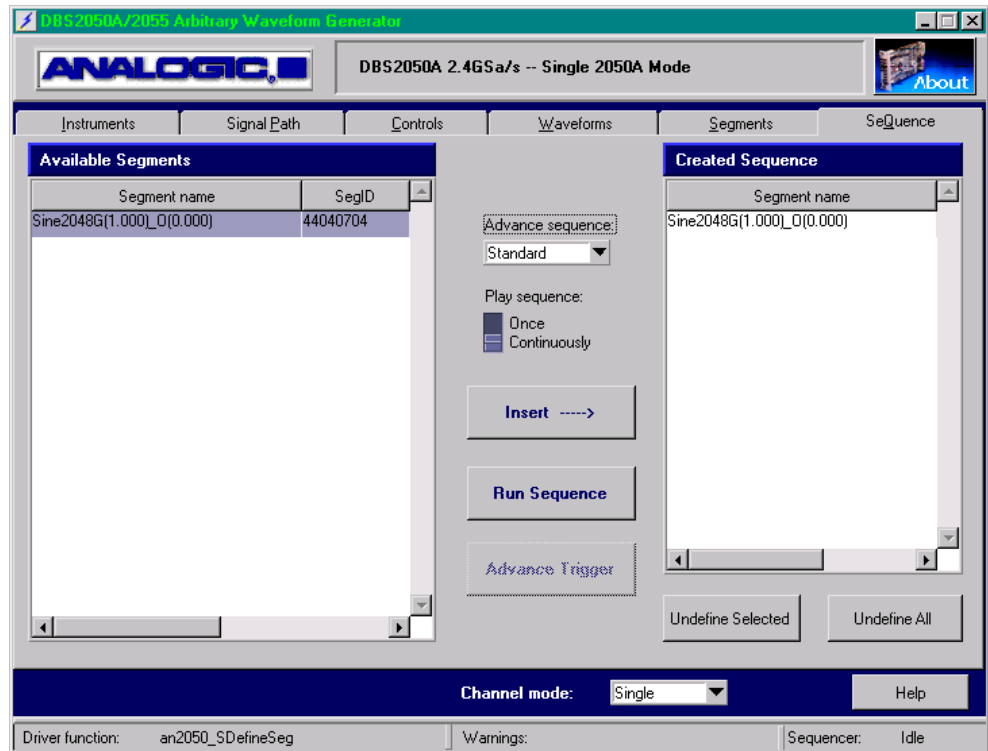 DBS2050A/2055 Arbitrary Waveform Generator
ANALOGIC®
DBS2050A 2.4GSa/s -- Single 2050A Mode
About
Instruments
Signal Path
Controls
Waveforms
Segments
SeQuence
Available Segments
Segment name SegID
Sine2048G(1.000)_O(0.000) 44040704
Advance sequence:
Standard
Play sequence:
Once
Continuously
Insert ----->
Run Sequence
Advance Trigger
Created Sequence
Segment name
Sine2048G(1.000)_O(0.000)
Undefine Selected
Undefine All
Channel mode: Single
Help
Driver function: an2050_SDefineSeg
Warnings:
Sequencer: Idle